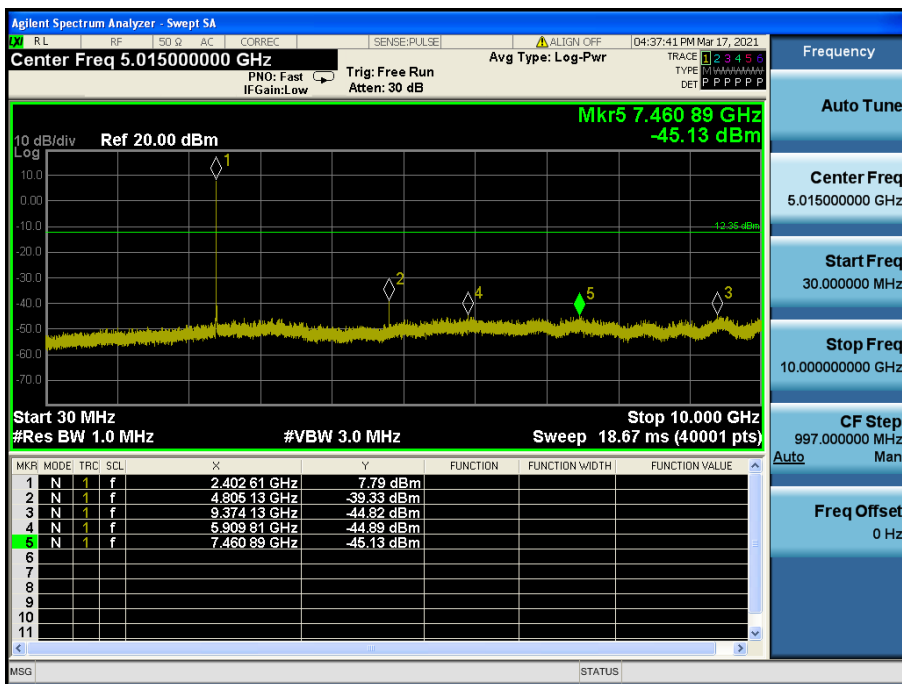 Agilent Spectrum Analyzer - Swept SA
LXI RL RF 50 Ω AC CORREC SENSE:PULSE ALIGN OFF 04:37:41 PM Mar 17, 2021
Center Freq 5.015000000 GHz
PNO: Fast
IFGain:Low
Trig: Free Run
Atten: 30 dB
Avg Type: Log-Pwr
TRACE 1 2 3 4 5 6
TYPE M WWWWW
DET P P P P P P
Mkr5 7.460 89 GHz
-45.13 dBm
10 dB/div Ref 20.00 dBm
Log
10.0
0.00
-10.0
-20.0
-30.0
-40.0
-50.0
-60.0
-70.0
-12.35 dBm
1
2
4
5
3
Start 30 MHz Stop 10.000 GHz
#Res BW 1.0 MHz #VBW 3.0 MHz Sweep 18.67 ms (40001 pts)
MKR MODE TRC SCL X Y FUNCTION FUNCTION WIDTH FUNCTION VALUE
1 N 1 f 2.402 61 GHz 7.79 dBm
2 N 1 f 4.805 13 GHz -39.33 dBm
3 N 1 f 9.374 13 GHz -44.82 dBm
4 N 1 f 5.909 81 GHz -44.89 dBm
5 N 1 f 7.460 89 GHz -45.13 dBm
6
7
8
9
10
11
MSG STATUS
Frequency
Auto Tune
Center Freq
5.015000000 GHz
Start Freq
30.000000 MHz
Stop Freq
10.000000000 GHz
CF Step
997.000000 MHz
Auto Man
Freq Offset
0 Hz